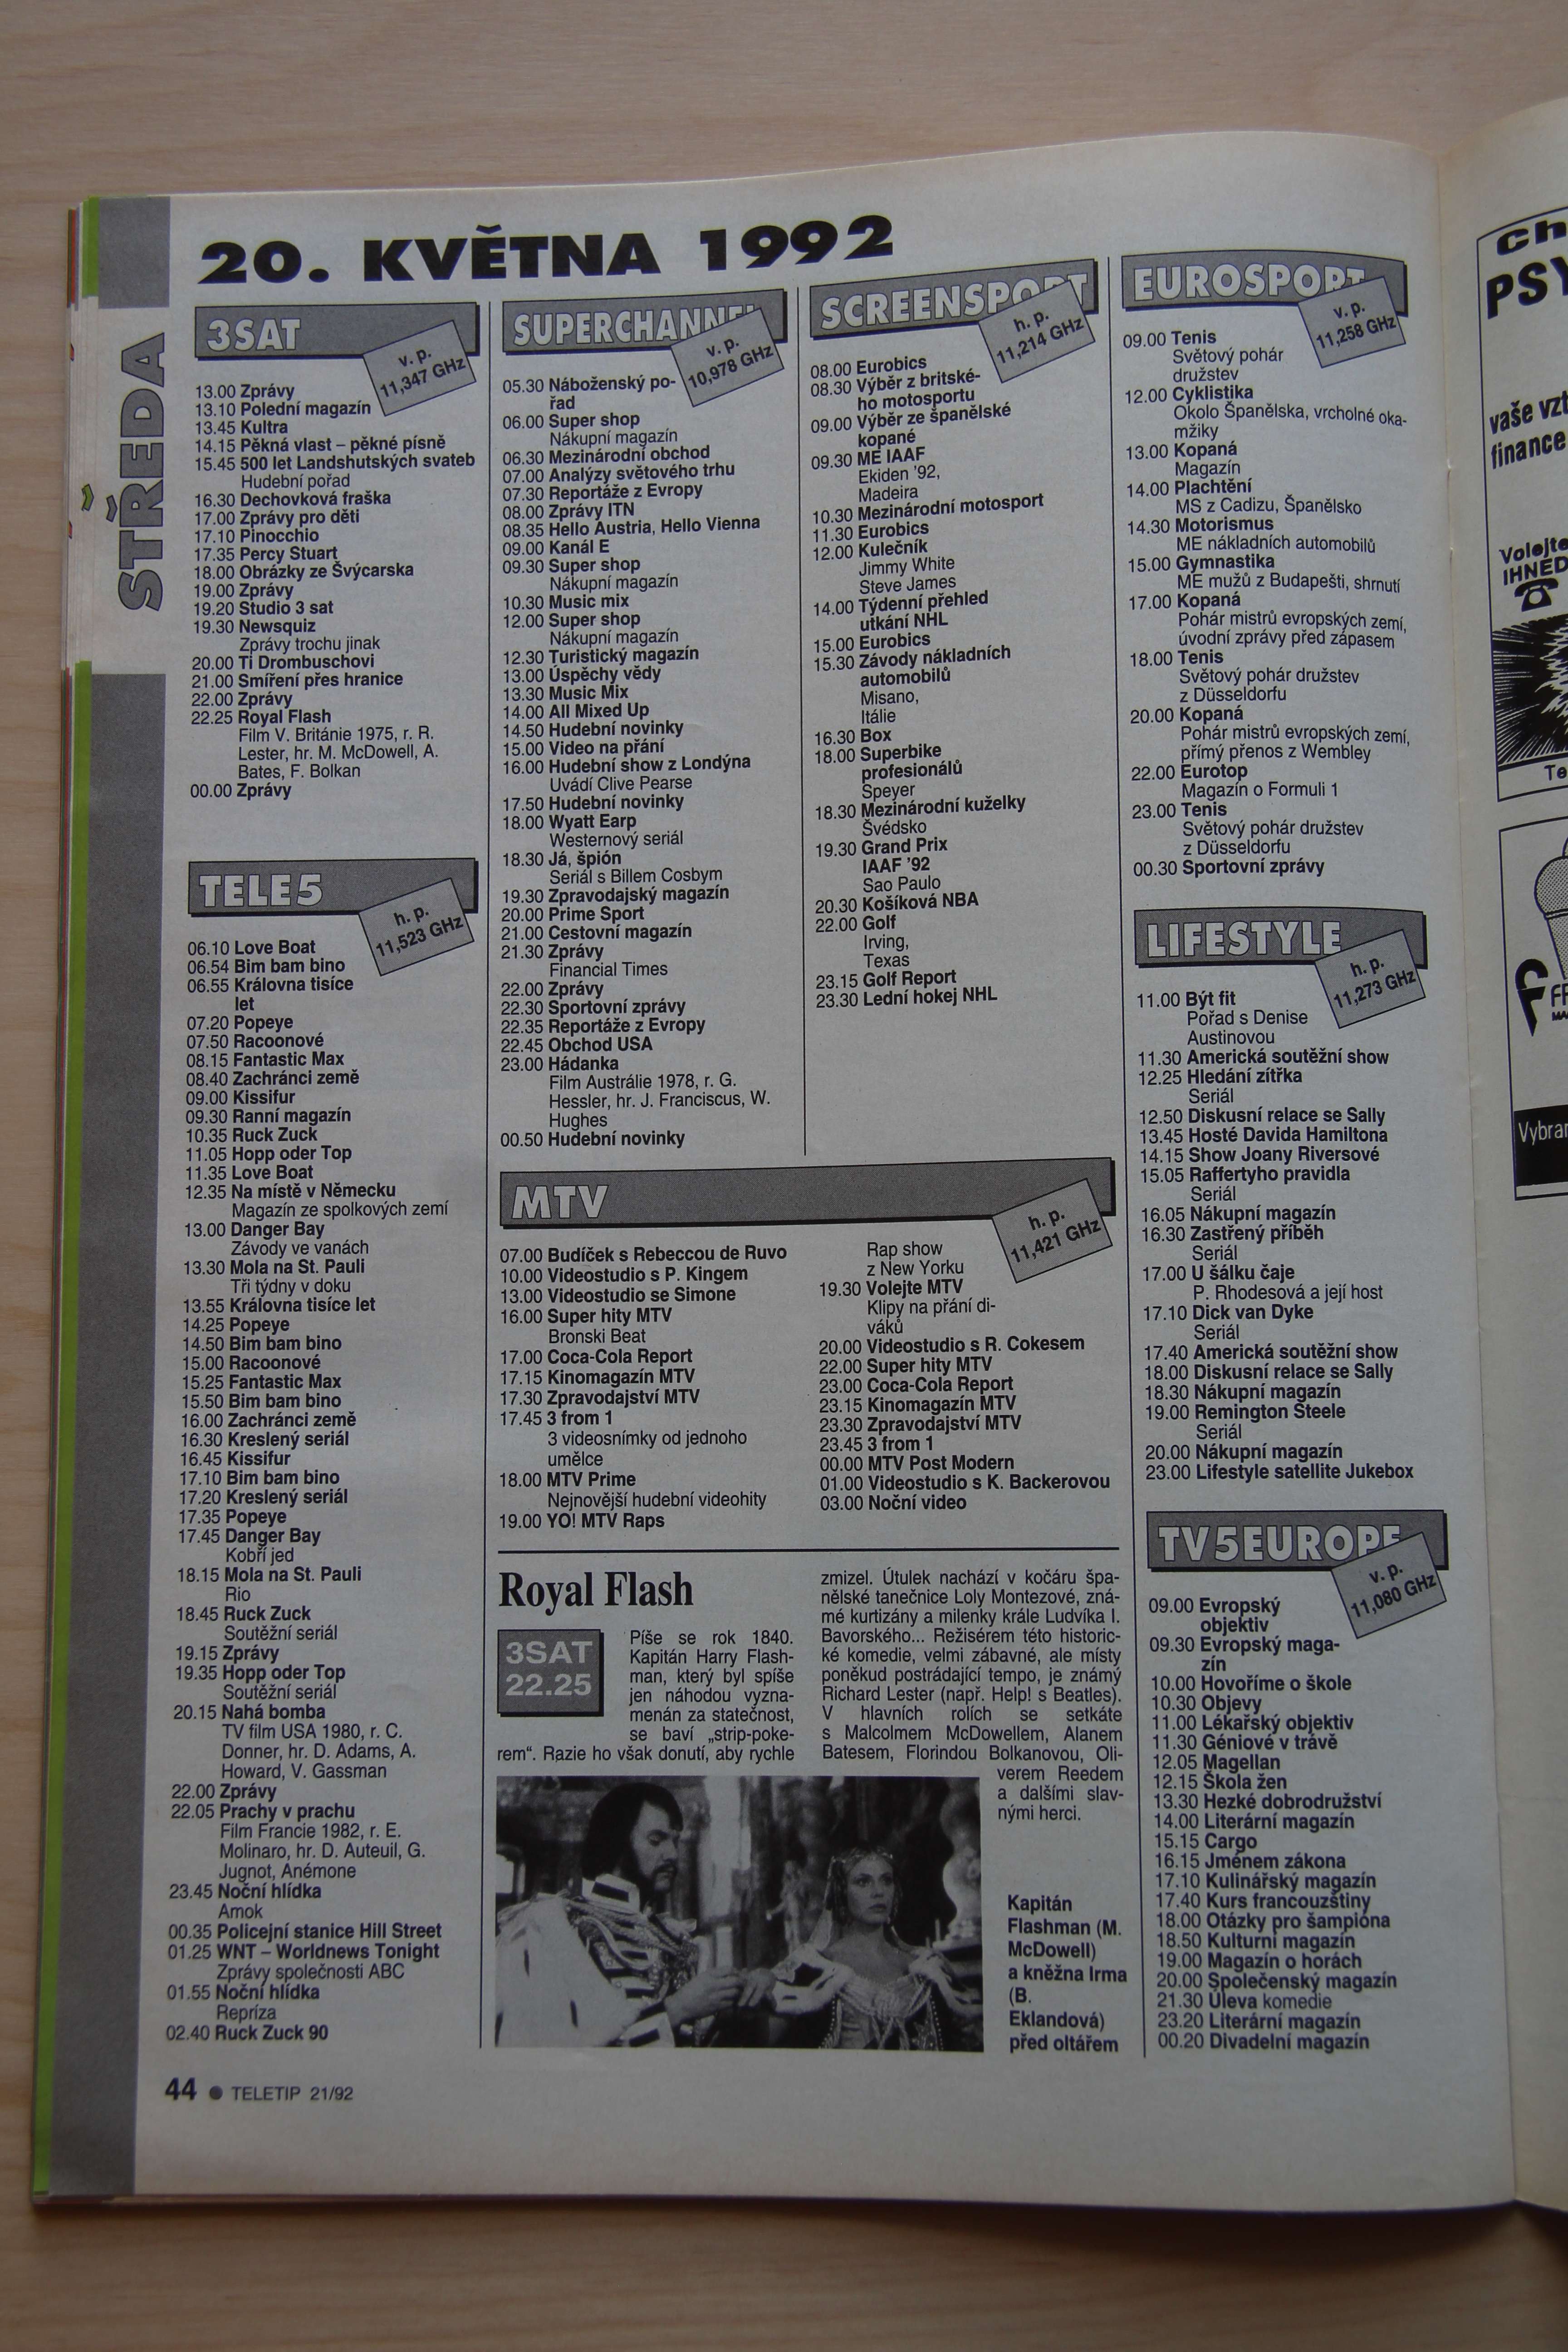 20. KVĚTNA 1992
STŘEDA
3SAT
v. p.
11,347 GHz
13.00 Zprávy
13.10 Polední magazín
13.45 Kultra
14.15 Pěkná vlast – pěkné písně
15.45 500 let Landshutských svateb
Hudební pořad
16.30 Dechovková fraška
17.00 Zprávy pro děti
17.10 Pinocchio
17.35 Percy Stuart
18.00 Obrázky ze Švýcarska
19.00 Zprávy
19.20 Studio 3 sat
19.30 Newsquiz
Zprávy trochu jinak
20.00 Ti Drombuschovi
21.00 Smíření přes hranice
22.00 Zprávy
22.25 Royal Flash
Film V. Británie 1975, r. R.
Lester, hr. M. McDowell, A.
Bates, F. Bolkan
00.00 Zprávy
TELE5
h. p.
11,523 GHz
06.10 Love Boat
06.54 Bim bam bino
06.55 Královna tisíce
let
07.20 Popeye
07.50 Racoonové
08.15 Fantastic Max
08.40 Zachránci země
09.00 Kissifur
09.30 Ranní magazín
10.35 Ruck Zuck
11.05 Hopp oder Top
11.35 Love Boat
12.35 Na místě v Německu
Magazín ze spolkových zemí
13.00 Danger Bay
Závody ve vanách
13.30 Mola na St. Pauli
Tři týdny v doku
13.55 Královna tisíce let
14.25 Popeye
14.50 Bim bam bino
15.00 Racoonové
15.25 Fantastic Max
15.50 Bim bam bino
16.00 Zachránci země
16.30 Kreslený seriál
16.45 Kissifur
17.10 Bim bam bino
17.20 Kreslený seriál
17.35 Popeye
17.45 Danger Bay
Kobří jed
18.15 Mola na St. Pauli
Rio
18.45 Ruck Zuck
Soutěžní seriál
19.15 Zprávy
19.35 Hopp oder Top
Soutěžní seriál
20.15 Nahá bomba
TV film USA 1980, r. C.
Donner, hr. D. Adams, A.
Howard, V. Gassman
22.00 Zprávy
22.05 Prachy v prachu
Film Francie 1982, r. E.
Molinaro, hr. D. Auteuil, G.
Jugnot, Anémone
23.45 Noční hlídka
Amok
00.35 Policejní stanice Hill Street
01.25 WNT – Worldnews Tonight
Zprávy společnosti ABC
01.55 Noční hlídka
Repríza
02.40 Ruck Zuck 90
SUPERCHANNEL
v. p.
10,978 GHz
05.30 Náboženský po-
řad
06.00 Super shop
Nákupní magazín
06.30 Mezinárodní obchod
07.00 Analýzy světového trhu
07.30 Reportáže z Evropy
08.00 Zprávy ITN
08.35 Hello Austria, Hello Vienna
09.00 Kanál E
09.30 Super shop
Nákupní magazín
10.30 Music mix
12.00 Super shop
Nákupní magazín
12.30 Turistický magazín
13.00 Úspěchy vědy
13.30 Music Mix
14.00 All Mixed Up
14.50 Hudební novinky
15.00 Video na přání
16.00 Hudební show z Londýna
Uvádí Clive Pearse
17.50 Hudební novinky
18.00 Wyatt Earp
Westernový seriál
18.30 Já, špión
Seriál s Billem Cosbym
19.30 Zpravodajský magazín
20.00 Prime Sport
21.00 Cestovní magazín
21.30 Zprávy
Financial Times
22.00 Zprávy
22.30 Sportovní zprávy
22.35 Reportáže z Evropy
22.45 Obchod USA
23.00 Hádanka
Film Austrálie 1978, r. G.
Hessler, hr. J. Franciscus, W.
Hughes
00.50 Hudební novinky
SCREENSPORT
h. p.
11,214 GHz
08.00 Eurobics
08.30 Výběr z britské-
ho motosportu
09.00 Výběr ze španělské
kopané
09.30 ME IAAF
Ekiden '92,
Madeira
10.30 Mezinárodní motosport
11.30 Eurobics
12.00 Kulečník
Jimmy White
Steve James
14.00 Týdenní přehled
utkání NHL
15.00 Eurobics
15.30 Závody nákladních
automobilů
Misano,
Itálie
16.30 Box
18.00 Superbike
profesionálů
Speyer
18.30 Mezinárodní kuželky
Švédsko
19.30 Grand Prix
IAAF '92
Sao Paulo
20.30 Košíková NBA
22.00 Golf
Irving,
Texas
23.15 Golf Report
23.30 Lední hokej NHL
EUROSPORT
v. p.
11,258 GHz
09.00 Tenis
Světový pohár
družstev
12.00 Cyklistika
Okolo Španělska, vrcholné oka-
mžiky
13.00 Kopaná
Magazín
14.00 Plachtění
MS z Cadizu, Španělsko
14.30 Motorismus
ME nákladních automobilů
15.00 Gymnastika
ME mužů z Budapešti, shrnutí
17.00 Kopaná
Pohár mistrů evropských zemí,
úvodní zprávy před zápasem
18.00 Tenis
Světový pohár družstev
z Düsseldorfu
20.00 Kopaná
Pohár mistrů evropských zemí,
přímý přenos z Wembley
22.00 Eurotop
Magazín o Formuli 1
23.00 Tenis
Světový pohár družstev
z Düsseldorfu
00.30 Sportovní zprávy
LIFESTYLE
h. p.
11,273 GHz
11.00 Být fit
Pořad s Denise
Austinovou
11.30 Americká soutěžní show
12.25 Hledání zítřka
Seriál
12.50 Diskusní relace se Sally
13.45 Hosté Davida Hamiltona
14.15 Show Joany Riversové
15.05 Raffertyho pravidla
Seriál
16.05 Nákupní magazín
16.30 Zastřený příběh
Seriál
17.00 U šálku čaje
P. Rhodesová a její host
17.10 Dick van Dyke
Seriál
17.40 Americká soutěžní show
18.00 Diskusní relace se Sally
18.30 Nákupní magazín
19.00 Remington Steele
Seriál
20.00 Nákupní magazín
23.00 Lifestyle satellite Jukebox
TV5EUROPE
v. p.
11,080 GHz
09.00 Evropský
objektiv
09.30 Evropský maga-
zín
10.00 Hovoříme o škole
10.30 Objevy
11.00 Lékařský objektiv
11.30 Géniové v trávě
12.05 Magellan
12.15 Škola žen
13.30 Hezké dobrodružství
14.00 Literární magazín
15.15 Cargo
16.15 Jménem zákona
17.10 Kulinářský magazín
17.40 Kurs francouzštiny
18.00 Otázky pro šampióna
18.50 Kulturní magazín
19.00 Magazín o horách
20.00 Společenský magazín
21.30 Úleva komedie
23.20 Literární magazín
00.20 Divadelní magazín
MTV
h. p.
11,421 GHz
07.00 Budíček s Rebeccou de Ruvo
10.00 Videostudio s P. Kingem
13.00 Videostudio se Simone
16.00 Super hity MTV
Bronski Beat
17.00 Coca-Cola Report
17.15 Kinomagazín MTV
17.30 Zpravodajství MTV
17.45 3 from 1
3 videosnímky od jednoho
umělce
18.00 MTV Prime
Nejnovější hudební videohity
19.00 YO! MTV Raps
Rap show
z New Yorku
19.30 Volejte MTV
Klipy na přání di-
váků
20.00 Videostudio s R. Cokesem
22.00 Super hity MTV
23.00 Coca-Cola Report
23.15 Kinomagazín MTV
23.30 Zpravodajství MTV
23.45 3 from 1
00.00 MTV Post Modern
01.00 Videostudio s K. Backerovou
03.00 Noční video
Royal Flash
3SAT
22.25
Píše se rok 1840.
Kapitán Harry Flash-
man, který byl spíše
jen náhodou vyzna-
menán za statečnost,
se baví „strip-poke-
rem“. Razie ho však donutí, aby rychle
zmizel. Útulek nachází v kočáru špa-
nělské tanečnice Loly Montezové, zná-
mé kurtizány a milenky krále Ludvíka I.
Bavorského... Režisérem této historic-
ké komedie, velmi zábavné, ale místy
poněkud postrádající tempo, je známý
Richard Lester (např. Help! s Beatles).
V hlavních rolích se setkáte
s Malcolmem McDowellem, Alanem
Batesem, Florindou Bolkanovou, Oli-
verem Reedem
a dalšími slav-
nými herci.
Kapitán
Flashman (M.
McDowell)
a kněžna Irma
(B.
Eklandová)
před oltářem
44 ● TELETIP 21/92
Ch
PSY
vaše vzt
finance
Volejte
IHNED
Te
Vybran